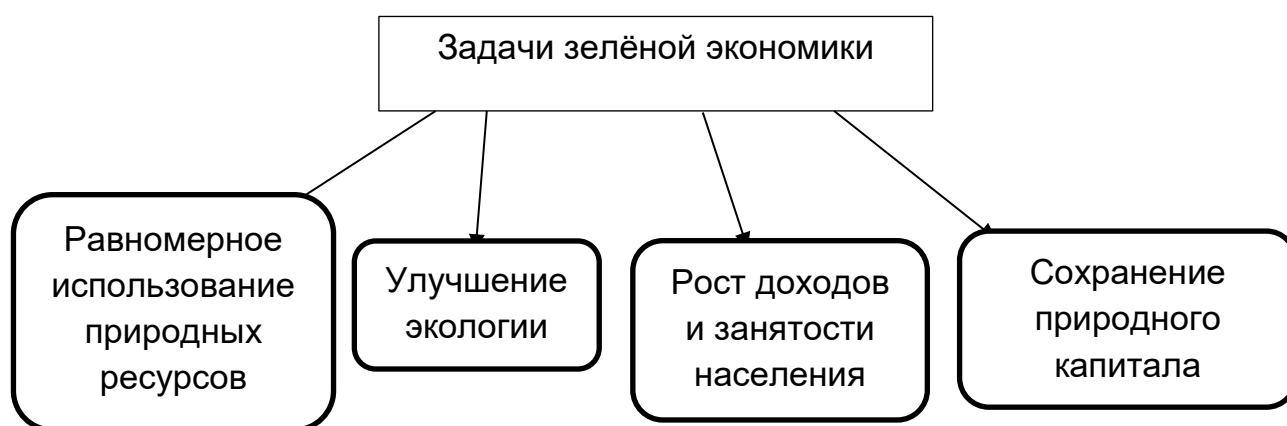 Задачи зелёной экономики
Равномерное
использование
природных
ресурсов
Улучшение
экологии
Рост доходов
и занятости
населения
Сохранение
природного
капитала